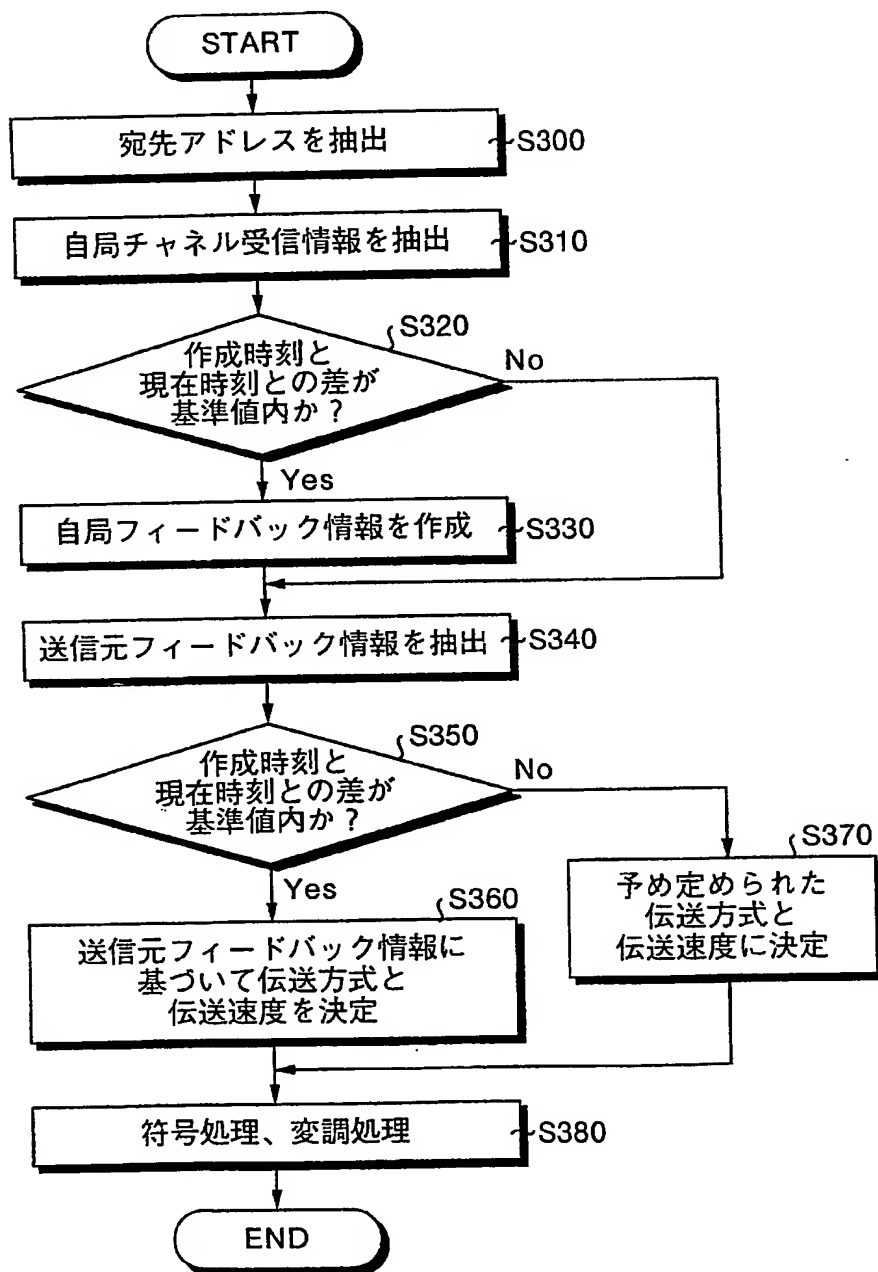 START
宛先アドレスを抽出
S300
自局チャネル受信情報を抽出
S310
S320
作成時刻と
現在時刻との差が
基準値内か?
No
Yes
自局フィードバック情報を作成
S330
送信元フィードバック情報を抽出
S340
S350
作成時刻と
現在時刻との差が
基準値内か?
No
Yes
S360
送信元フィードバック情報に
基づいて伝送方式と
伝送速度を決定
S370
予め定められた
伝送方式と
伝送速度に決定
符号処理、変調処理
S380
END